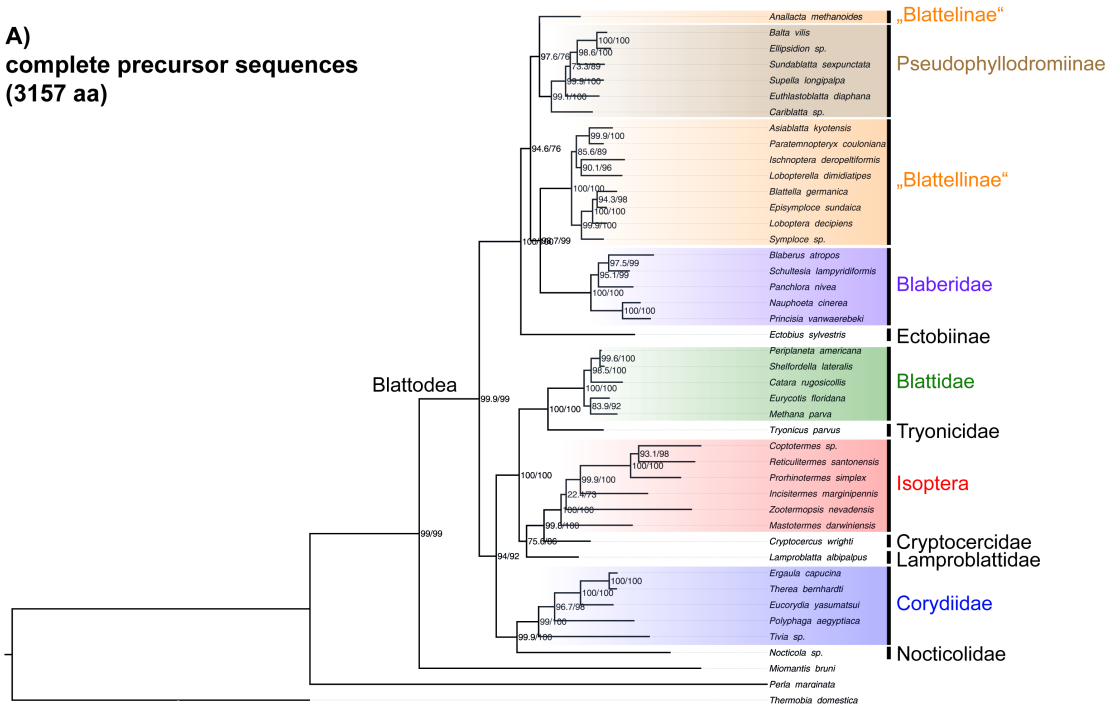 A)
complete precursor sequences
(3157 aa)
Anallacta methanoides
„Blattelinae“
Balta vilis
100/100
Ellipsidion sp.
98.6/100
97.6/76
Pseudophyllodromiinae
Sundablatta sexpunctata
73.3/89
Supella longipalpa
99.9/100
Euthlastoblatta diaphana
99.1/100
Cariblatta sp.
Asiablatta kyotensis
99.9/100
Paratemnopteryx couloniana
94.6/76
85.6/89
Ischnoptera deropeltiformis
90.1/96
Lobopterella dimidiatipes
„Blattellinae“
100/100
Blattella germanica
94.3/98
Episymploce sundaica
100/100
Loboptera decipiens
99.9/100
Symploce sp.
Blaberus atropos
97.5/99
Schultesia lampyridiformis
95.1/99
Panchlora nivea
Blaberidae
100/100
Nauphoeta cinerea
100/100
Princisia vanwaerebeki
Ectobius sylvestris
Ectobiinae
Periplaneta americana
99.6/100
Shelfordella lateralis
98.5/100
Blattodea
Catara rugosicollis
Blattidae
100/100
99.9/99
Eurycotis floridana
83.9/92
100/100
Methana parva
Tryonicus parvus
Tryonicidae
Coptotermes sp.
93.1/98
Reticulitermes santonensis
100/100
100/100
Prorhinotermes simplex
99.9/100
Isoptera
Incisitermes marginipennis
22.4/73
Zootermopsis nevadensis
100/100
Mastotermes darwiniensis
99.8/100
99/99
Cryptocercus wrighti
Cryptocercidae
94/92
Lamproblatta albipalpus
Lamproblattidae
Ergaula capucina
100/100
Therea bernhardti
100/100
Eucorydia yasumatsui
Corydiidae
96.7/98
Polyphaga aegyptiaca
99/100
Tivia sp.
99.9/100
Nocticola sp.
Nocticolidae
Miomantis bruni
Perla marginata
Thermobia domestica